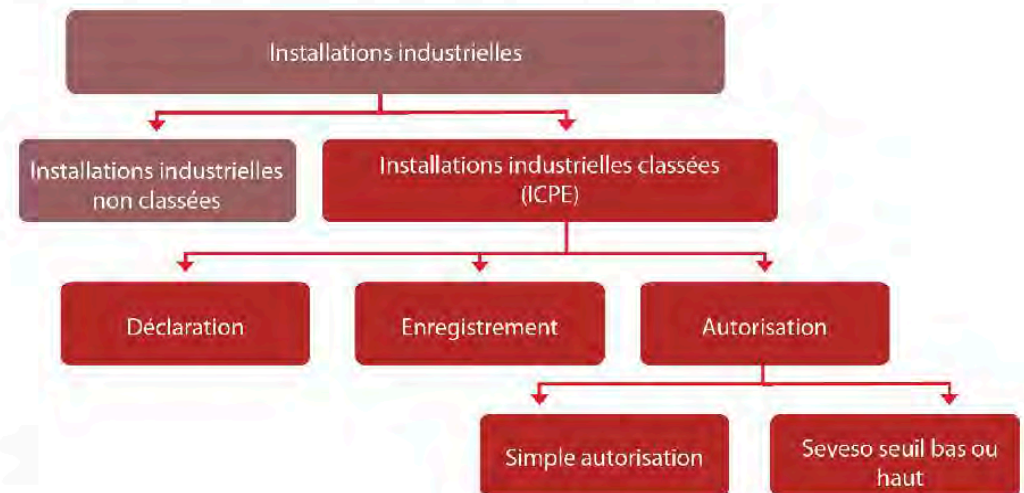 Installations industrielles
Installations industrielles
non classées
Installations industrielles classées
(ICPE)
Déclaration
Enregistrement
Autorisation
Simple autorisation
Seveso seuil bas ou
haut